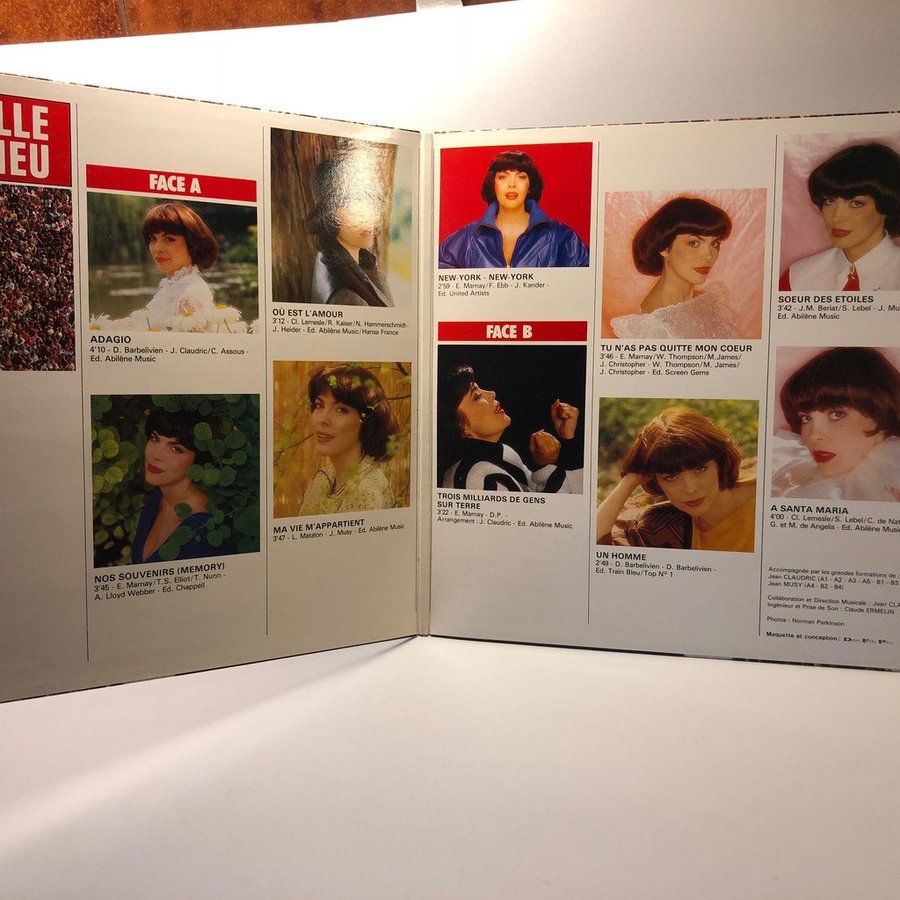 LLE
IEU
FACE A
ADAGIO
4'10 - D. Barbelivien - J. Claudric/C. Assous -
Ed. Abilène Music
NOS SOUVENIRS (MEMORY)
3'45 - E. Marnay/T.S. Elliot/T. Nunn -
A. Lloyd Webber - Ed. Chappell
OÙ EST L'AMOUR
3'12 - Cl. Lemesle/R. Kaiser/N. Hammerschmidt -
J. Heider - Ed. Abilène Music/Hansa France
MA VIE M'APPARTIENT
3'47 - L. Matalon - J. Musy - Ed. Abilène Music
NEW-YORK - NEW-YORK
2'59 - E. Marnay/F. Ebb - J. Kander -
Ed. United Artists
FACE B
TROIS MILLIARDS DE GENS
SUR TERRE
3'22 - E. Marnay - D.P. -
Arrangement : J. Claudric - Ed. Abilène Music
TU N'AS PAS QUITTE MON COEUR
3'46 - E. Marnay/W. Thompson/M. James/
J. Christopher - W. Thompson/M. James/
J. Christopher - Ed. Screen Gems
UN HOMME
2'49 - D. Barbelivien - D. Barbelivien -
Ed. Train Bleu/Top Nº 1
SOEUR DES ETOILES
3'42 - J.M. Beriat/S. Lebel - J. Mu
Ed. Abilène Music
A SANTA MARIA
4'00 - Cl. Lemesle/S. Lebel/C. de Nat
G. et M. de Angelis - Ed. Abilène Mus
Accompagnée par les grandes formations de
Jean CLAUDRIC (A1 - A2 - A3 - A5 - B1 - B3
Jean MUSY (A4 - B2 - B4)
Collaboration et Direction Musicale : Jean CLA
Ingénieur et Prise de Son : Claude ERMELIN
Photos : Norman Parkinson
Maquette et conception :